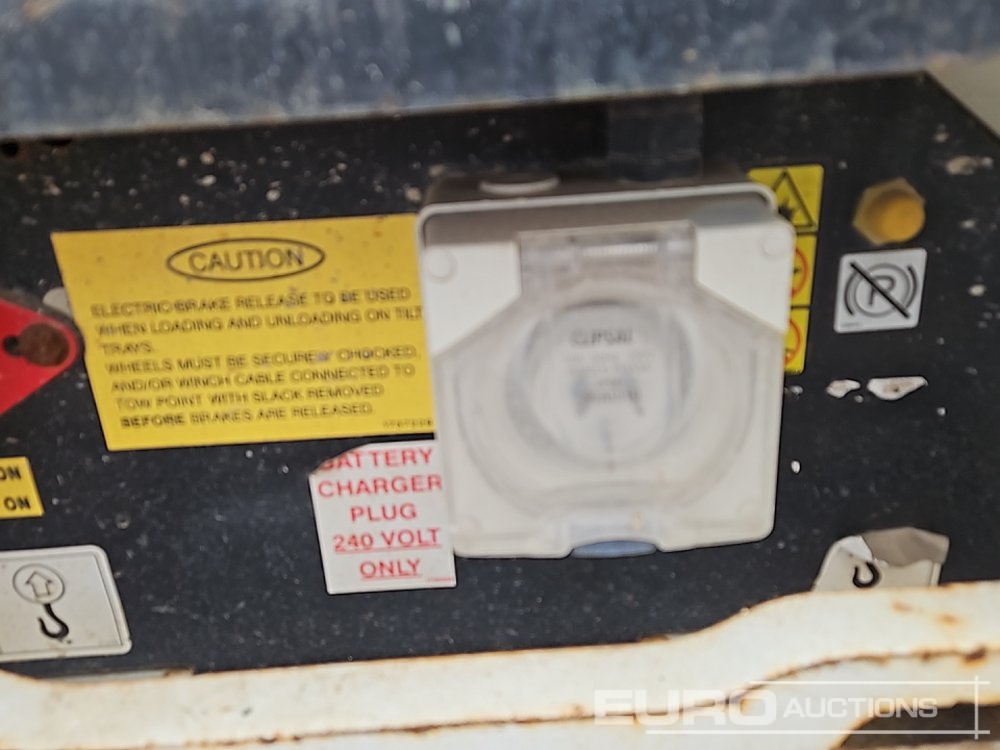 CAUTION
ELECTRIC BRAKE RELEASE TO BE USED
WHEN LOADING AND UNLOADING ON TILT
TRAYS.
WHEELS MUST BE SECURELY CHOCKED,
AND/OR WINCH CABLE CONNECTED TO
TOW POINT WITH SLACK REMOVED
BEFORE BRAKES ARE RELEASED.
BATTERY
CHARGER
PLUG
240 VOLT
ONLY
CLIPSAL
P
ON
ON
EURO AUCTIONS